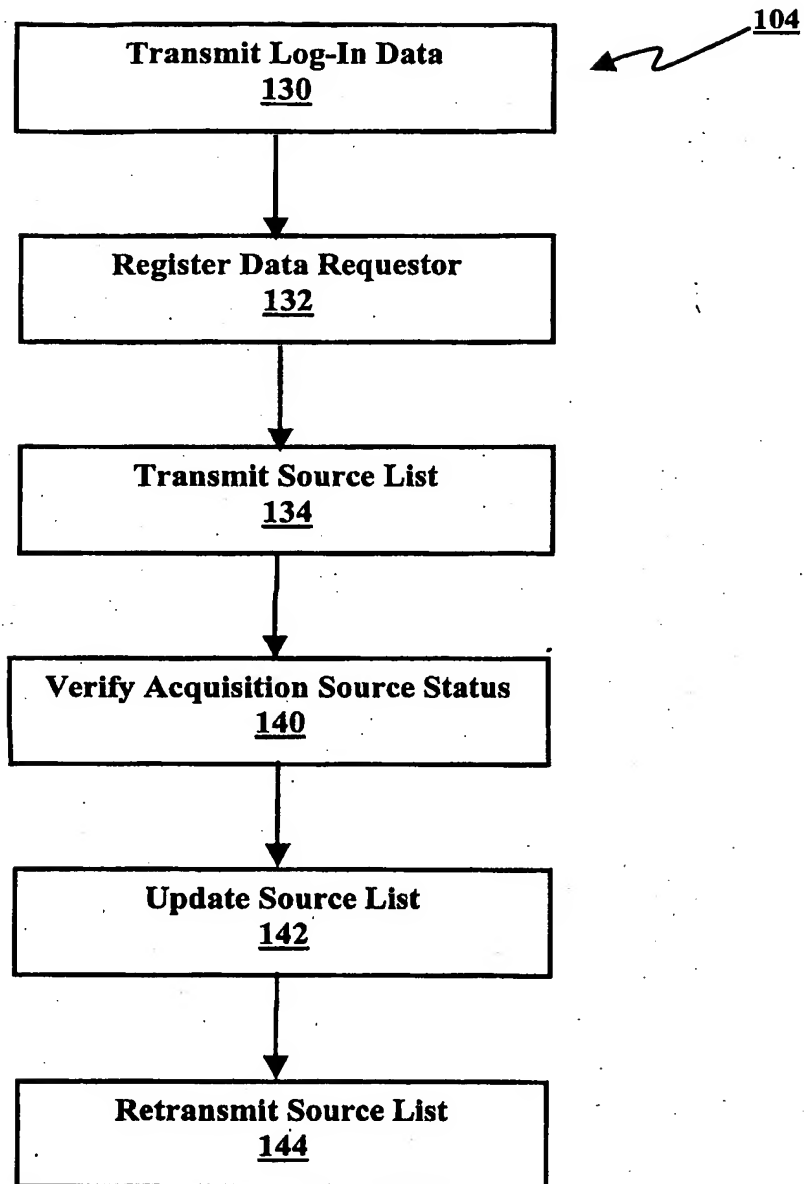 104
Transmit Log-In Data
130
Register Data Requestor
132
Transmit Source List
134
Verify Acquisition Source Status
140
Update Source List
142
Retransmit Source List
144